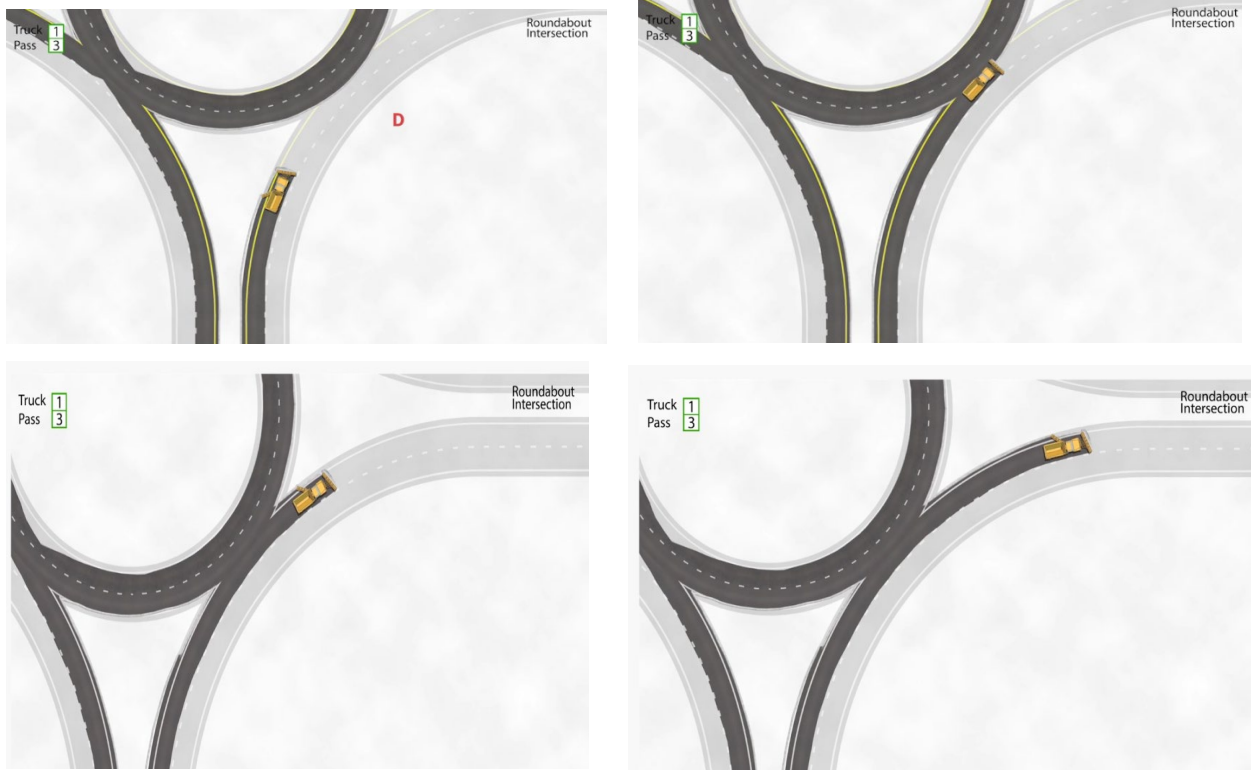 Truck 1
Pass 3
Roundabout
Intersection
D
Truck 1
Pass 3
Roundabout
Intersection
Truck 1
Pass 3
Roundabout
Intersection
Truck 1
Pass 3
Roundabout
Intersection